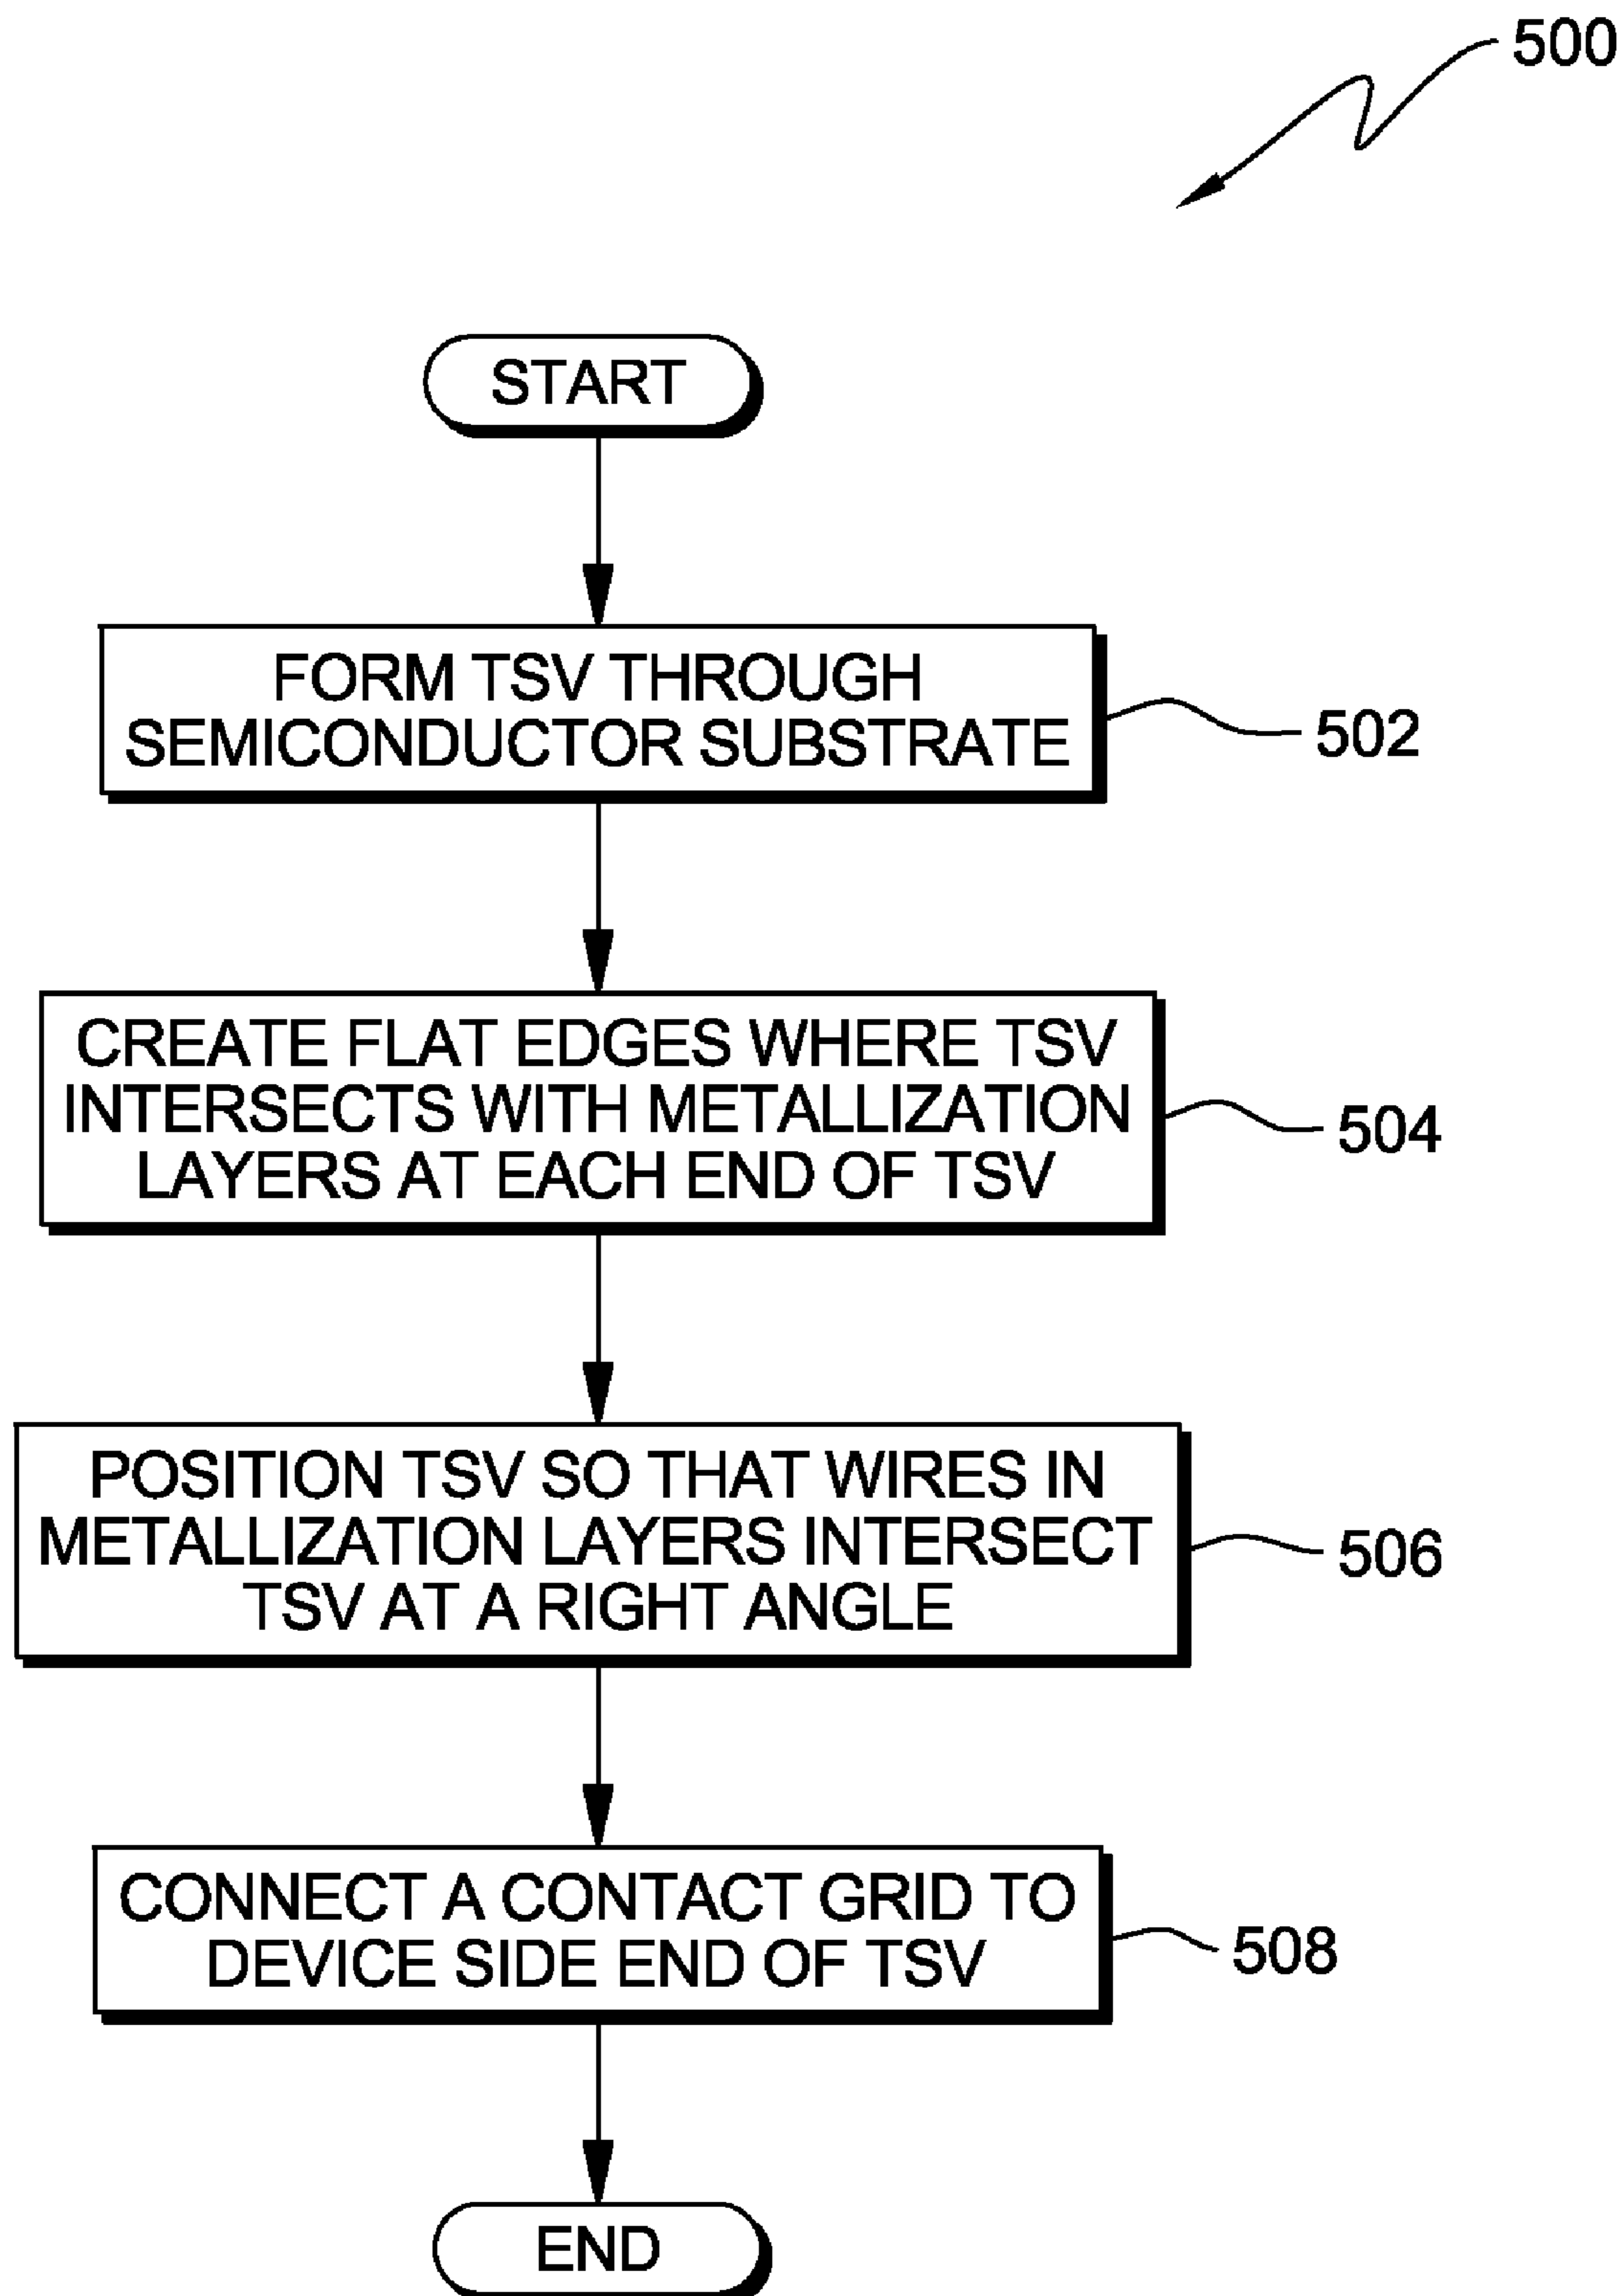 500
START
FORM TSV THROUGH
SEMICONDUCTOR SUBSTRATE
502
CREATE FLAT EDGES WHERE TSV
INTERSECTS WITH METALLIZATION
LAYERS AT EACH END OF TSV
504
POSITION TSV SO THAT WIRES IN
METALLIZATION LAYERS INTERSECT
TSV AT A RIGHT ANGLE
506
CONNECT A CONTACT GRID TO
DEVICE SIDE END OF TSV
508
END